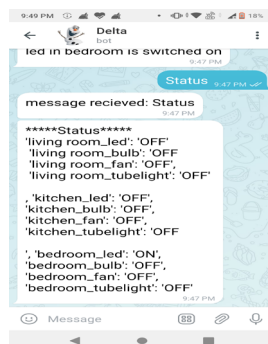 9:49 PM
18%
Delta
bot
led in bedroom is switched on
9:47 PM
Status 9:47 PM
message recieved: Status
9:47 PM
*****Status*****
'living room_led': 'OFF'
'living room_bulb': 'OFF
'living room_fan': 'OFF',
'living room_tubelight': 'OFF'
, 'kitchen_led': 'OFF',
'kitchen_bulb': 'OFF',
'kitchen_fan': 'OFF',
'kitchen_tubelight': 'OFF
', 'bedroom_led': 'ON',
'bedroom_bulb': 'OFF',
'bedroom_fan': 'OFF',
'bedroom_tubelight': 'OFF'
9:47 PM
Message